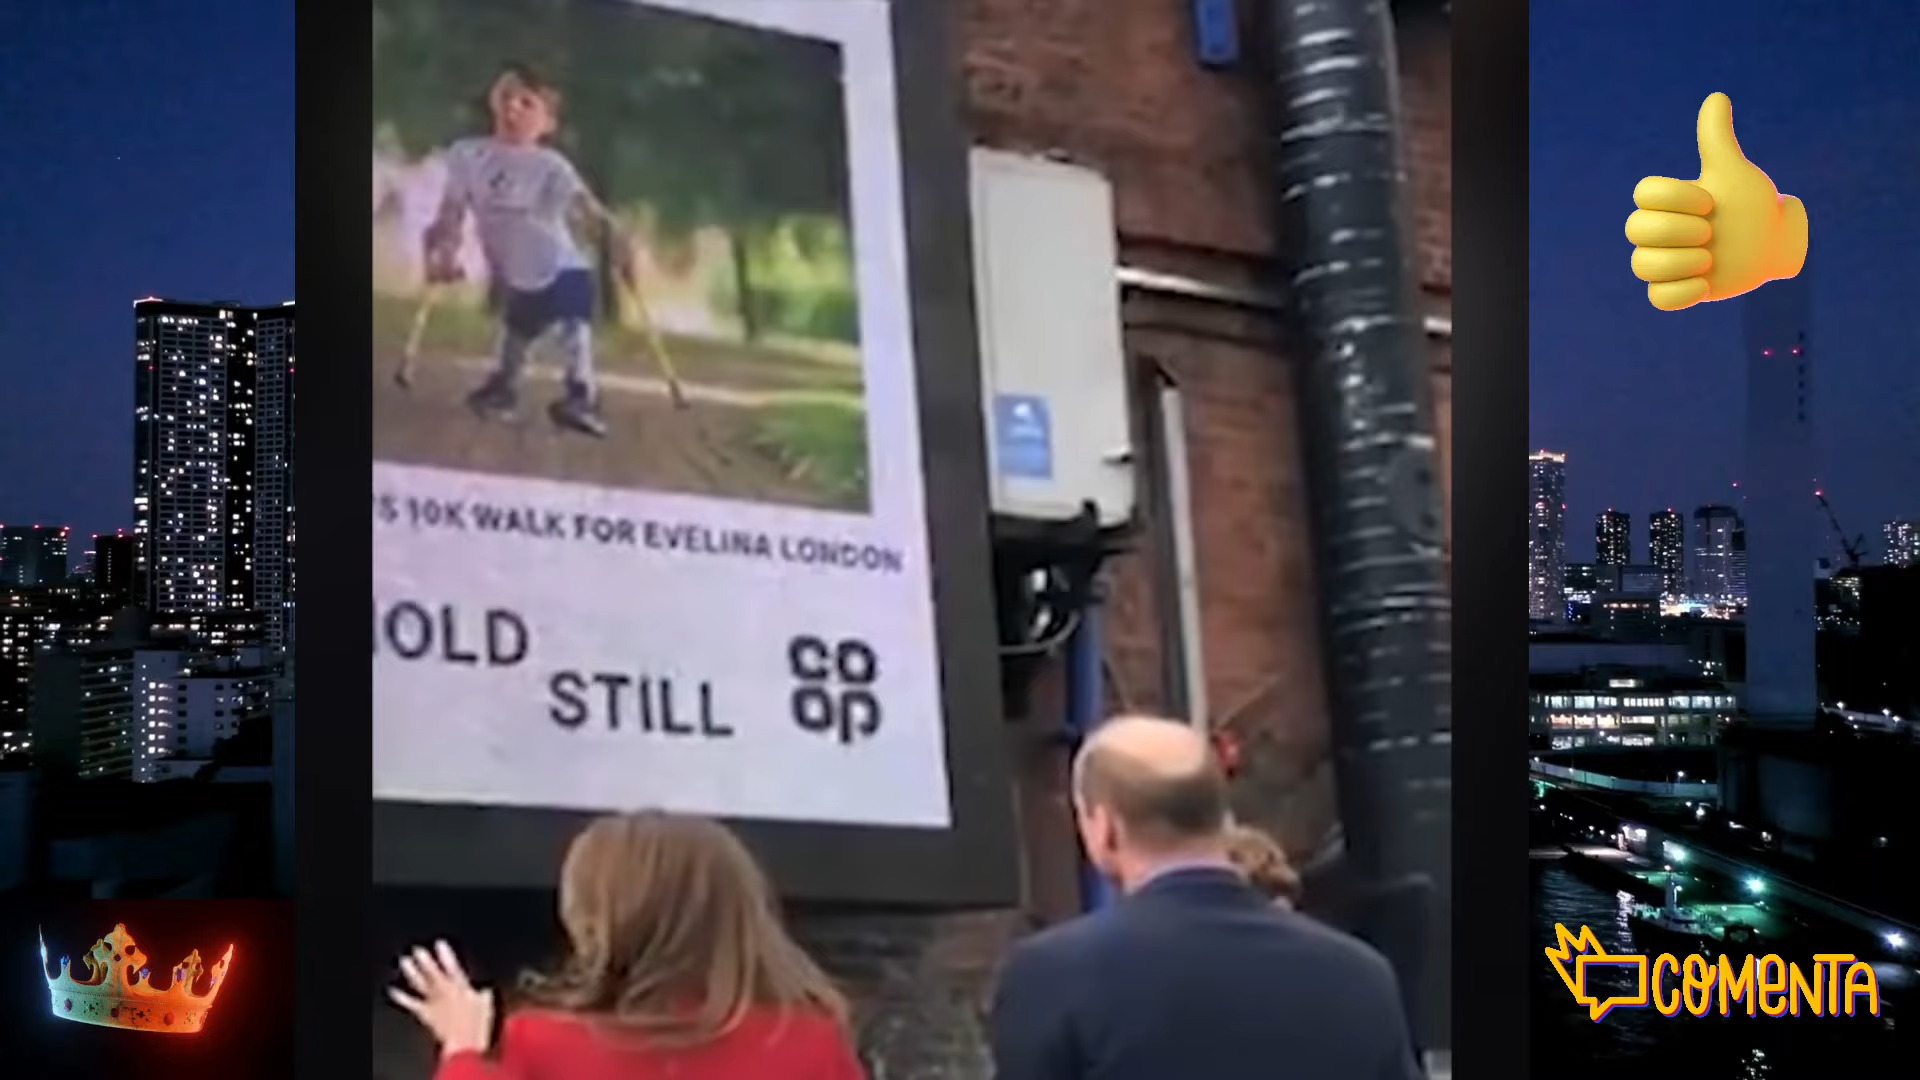 'S 10K WALK FOR EVELINA LONDON
OLD
STILL
CO
OP
COMENTA